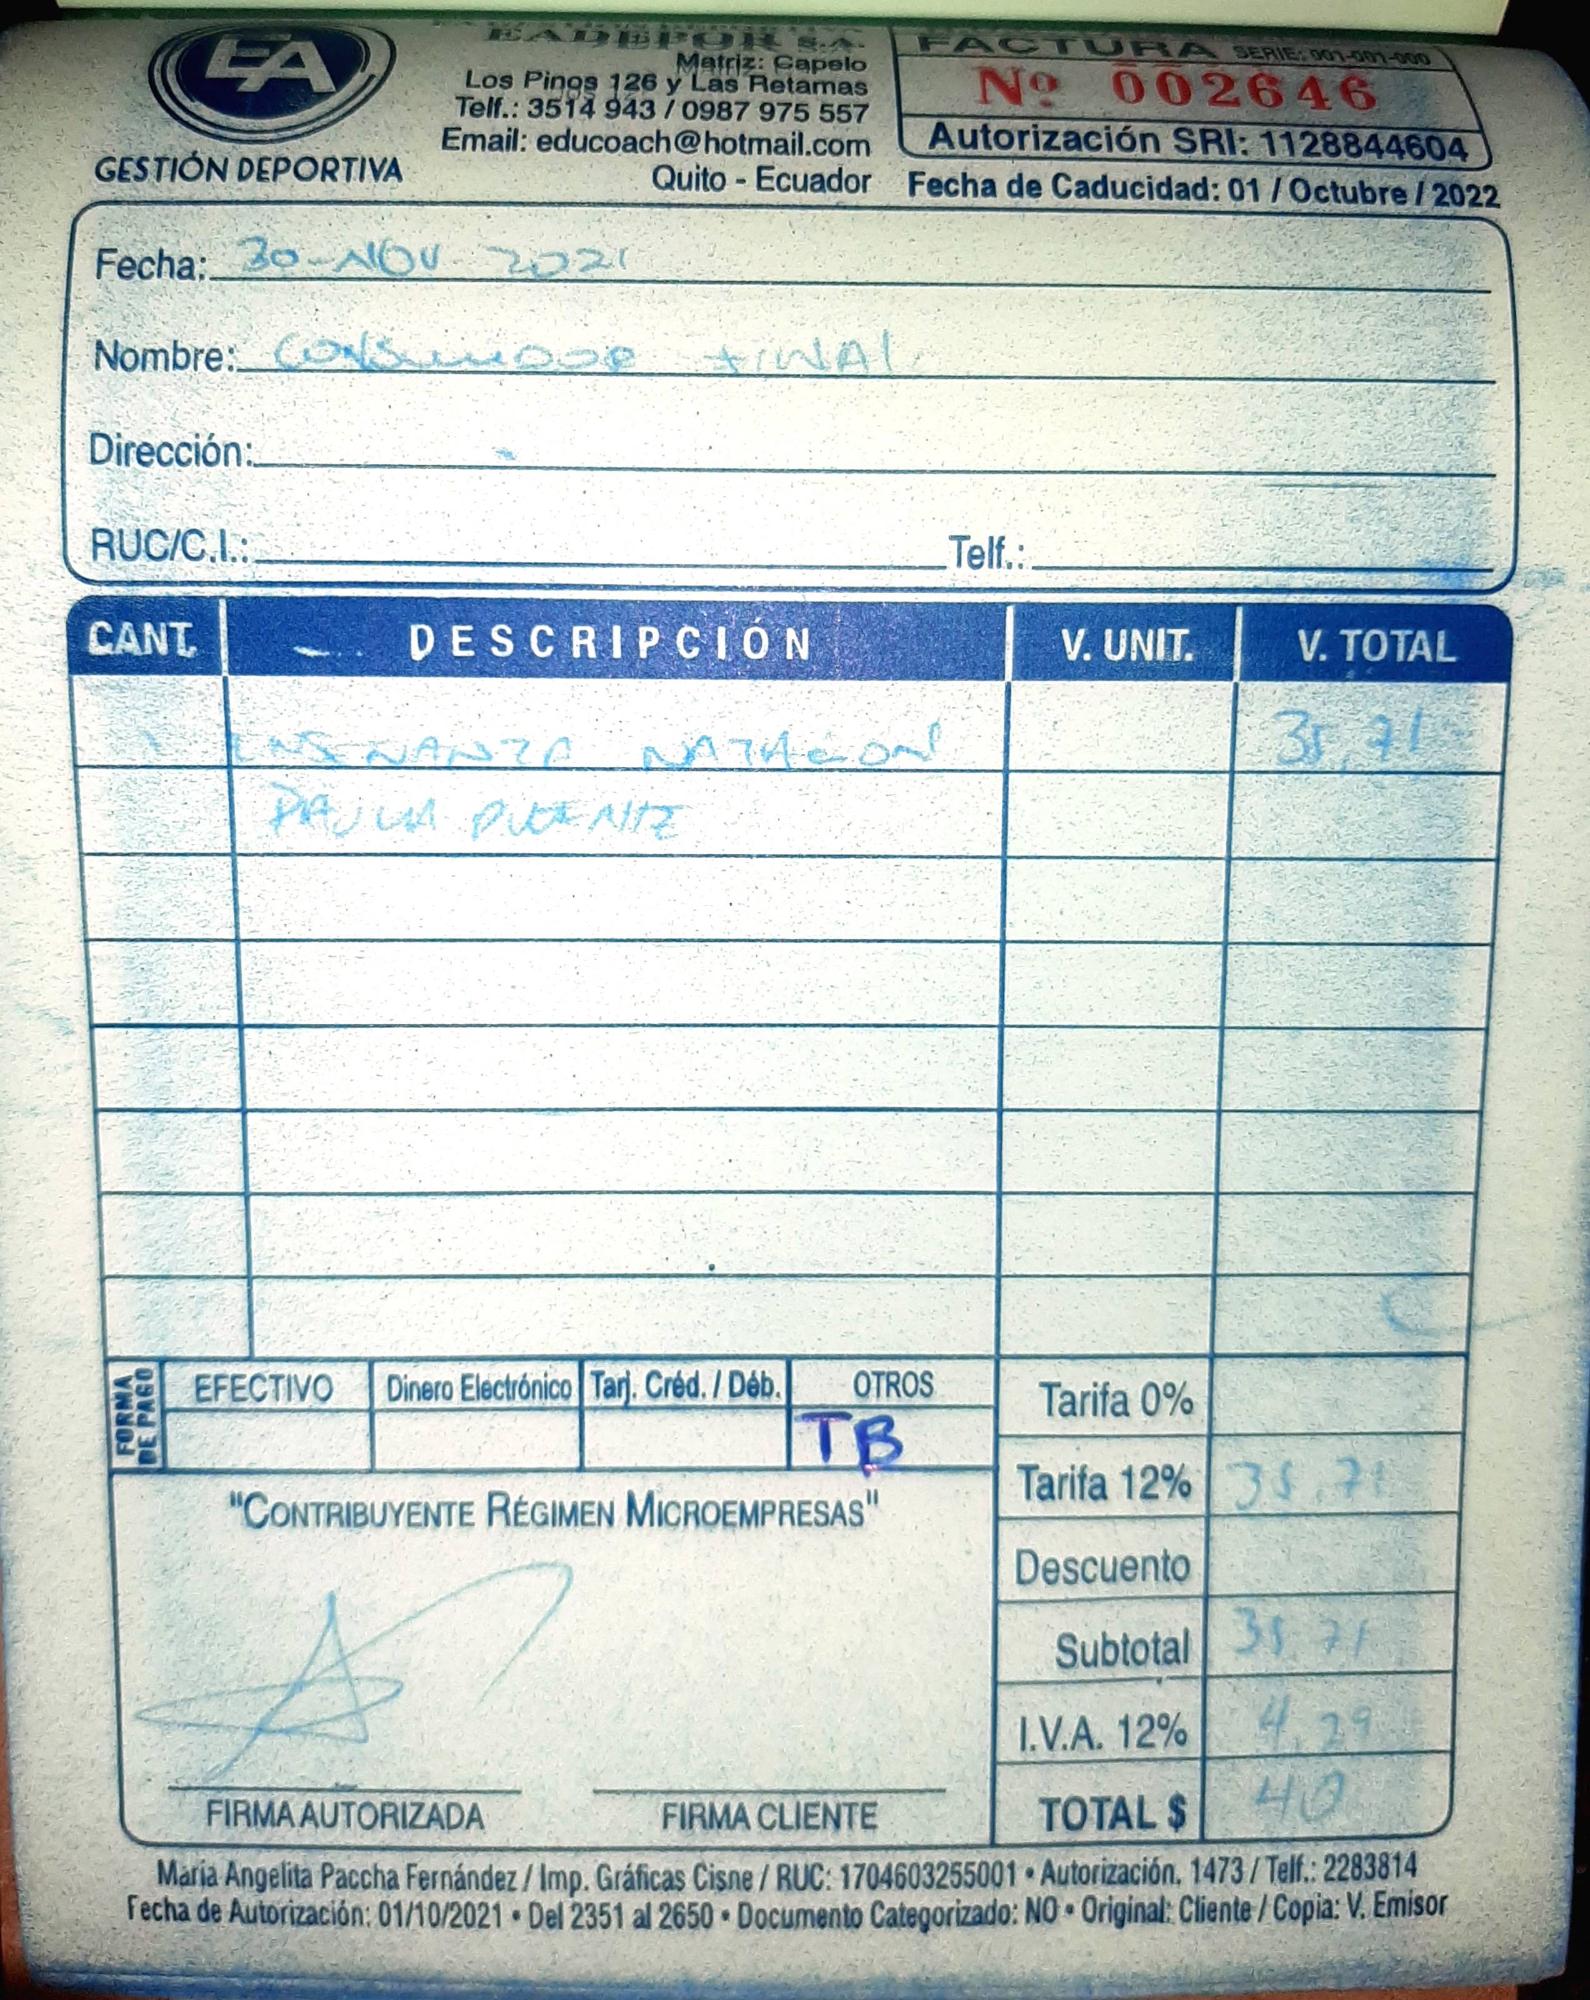 EA
GESTIÓN DEPORTIVA
EADEPOR S.A.
Matriz: Capelo
Los Pinos 126 y Las Retamas
Telf.: 3514 943 / 0987 975 557
Email: educoach@hotmail.com
Quito - Ecuador
FACTURA SERIE: 001-001-000
Nº 002646
Autorización SRI: 1128844604
Fecha de Caducidad: 01 / Octubre / 2022
Fecha: 30-NOV-2021
Nombre: CONSUMIDOR FINAL
Dirección:
RUC/C.I.: Telf.:
CANT. DESCRIPCIÓN V. UNIT. V. TOTAL
ENSENANZA NATACION 35,71
PAULA PUENTE
FORMA DE PAGO EFECTIVO Dinero Electrónico Tarj. Créd. / Déb. OTROS
TB
Tarifa 0%
Tarifa 12% 35.71
Descuento
Subtotal 35.71
I.V.A. 12% 4,29
TOTAL $ 40
"CONTRIBUYENTE RÉGIMEN MICROEMPRESAS"
FIRMA AUTORIZADA FIRMA CLIENTE
María Angelita Paccha Fernández / Imp. Gráficas Cisne / RUC: 1704603255001 • Autorización. 1473 / Telf.: 2283814
Fecha de Autorización: 01/10/2021 • Del 2351 al 2650 • Documento Categorizado: NO • Original: Cliente / Copia: V. Emisor